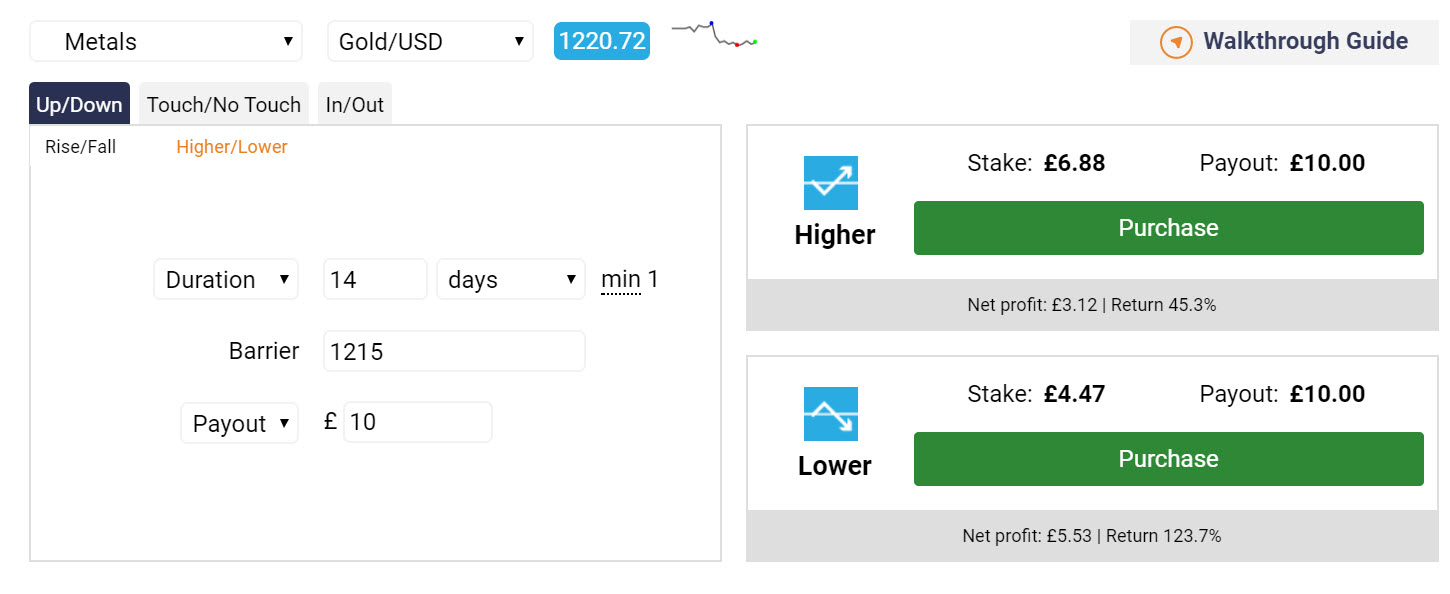 Metals Gold/USD 1220.72 Walkthrough Guide
Up/Down Touch/No Touch In/Out
Rise/Fall Higher/Lower
Duration 14 days min 1
Barrier 1215
Payout £ 10
Stake: £6.88 Payout: £10.00
Higher Purchase
Net profit: £3.12 | Return 45.3%
Stake: £4.47 Payout: £10.00
Lower Purchase
Net profit: £5.53 | Return 123.7%